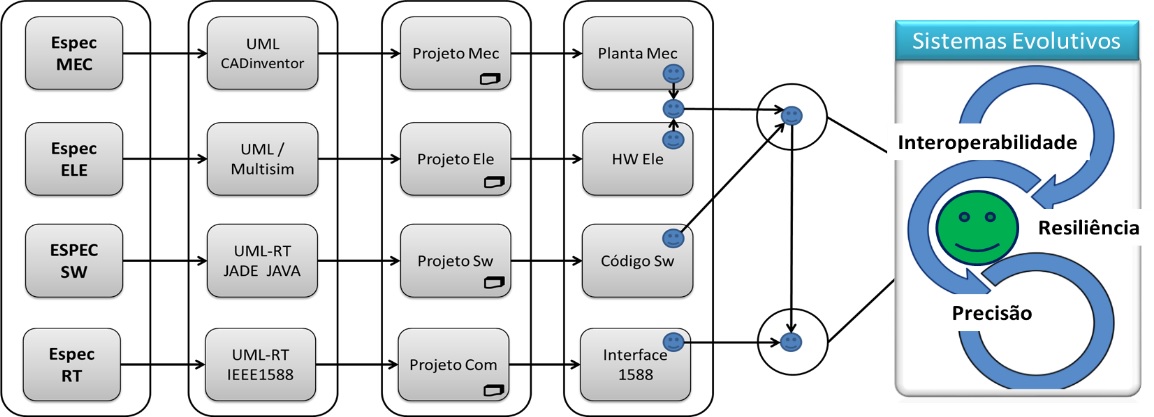 Espec
MEC
UML
CADinventor
Projeto Mec
Planta Mec
Espec
ELE
UML /
Multisim
Projeto Ele
HW Ele
ESPEC
SW
UML-RT
JADE JAVA
Projeto Sw
Código Sw
Espec
RT
UML-RT
IEEE1588
Projeto Com
Interface
1588
Sistemas Evolutivos
Interoperabilidade
Resiliência
Precisão